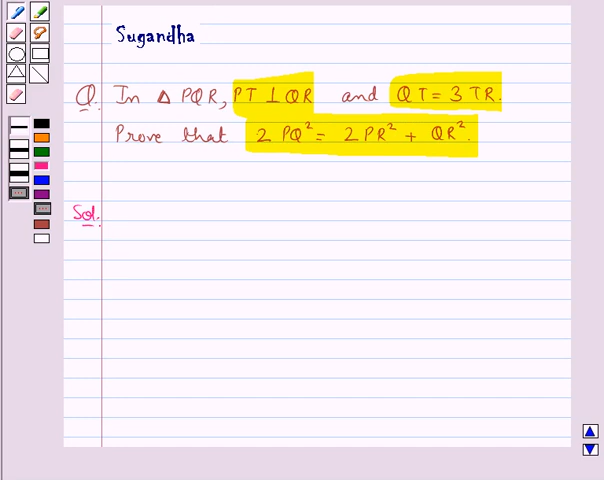 Sugandha
Q. In Δ PQR, PT ⊥ QR and QT = 3 TR.
Prove that 2 PQ² = 2 PR² + QR².
Sol.